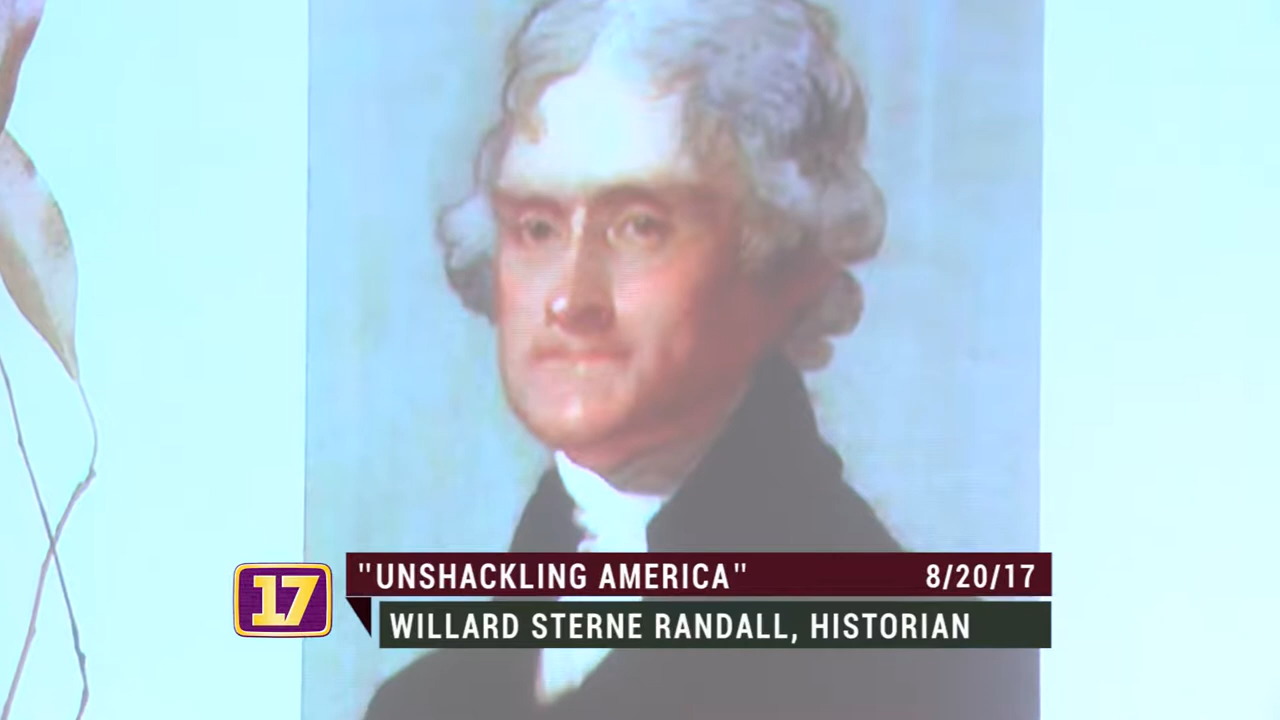 17
"UNSHACKLING AMERICA" 8/20/17
WILLARD STERNE RANDALL, HISTORIAN